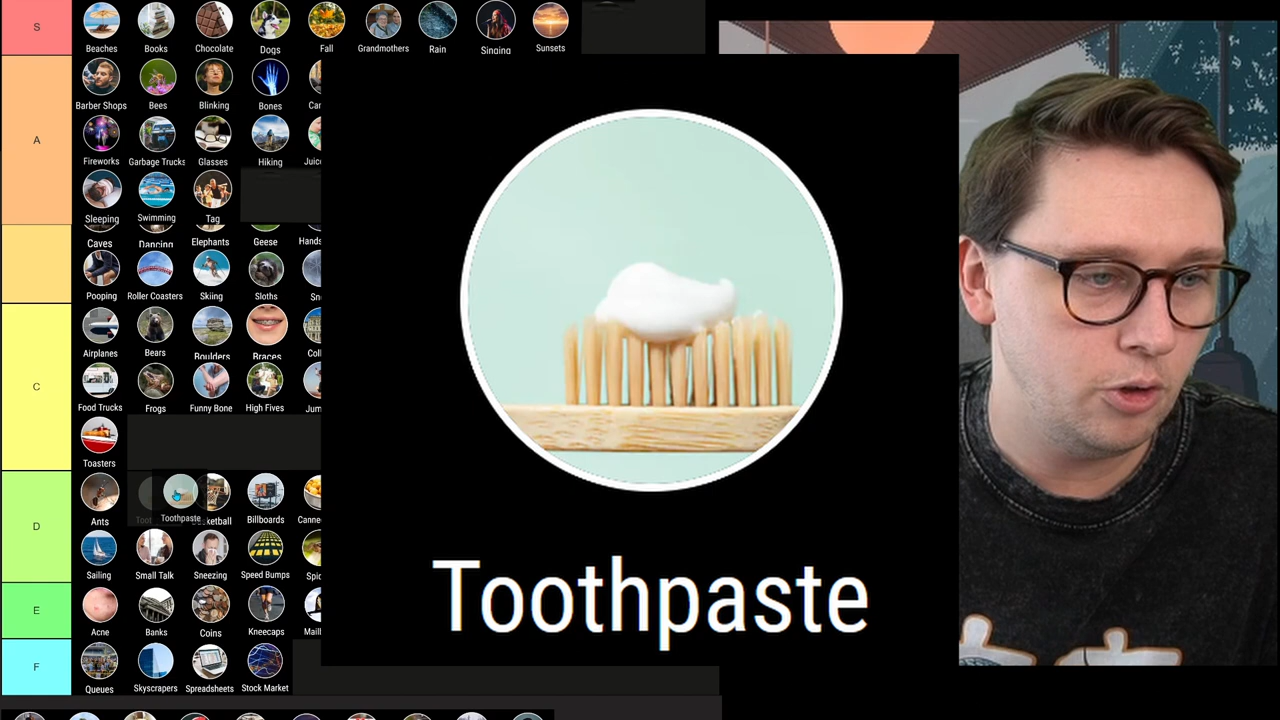 S
Beaches Books Chocolate Dogs Fall Grandmothers Rain Singing Sunsets
A
Barber Shops Bees Blinking Bones
Fireworks Garbage Trucks Glasses Hiking
Sleeping Swimming Tag
Caves Dancing Elephants Geese
Pooping Roller Coasters Skiing Sloths
C
Airplanes Bears Boulders Braces
Food Trucks Frogs Funny Bone High Fives
Toasters
D
Ants Toothpaste Billboards
Sailing Small Talk Sneezing Speed Bumps
E
Acne Banks Coins Kneecaps
F
Queues Skyscrapers Spreadsheets Stock Market
Toothpaste